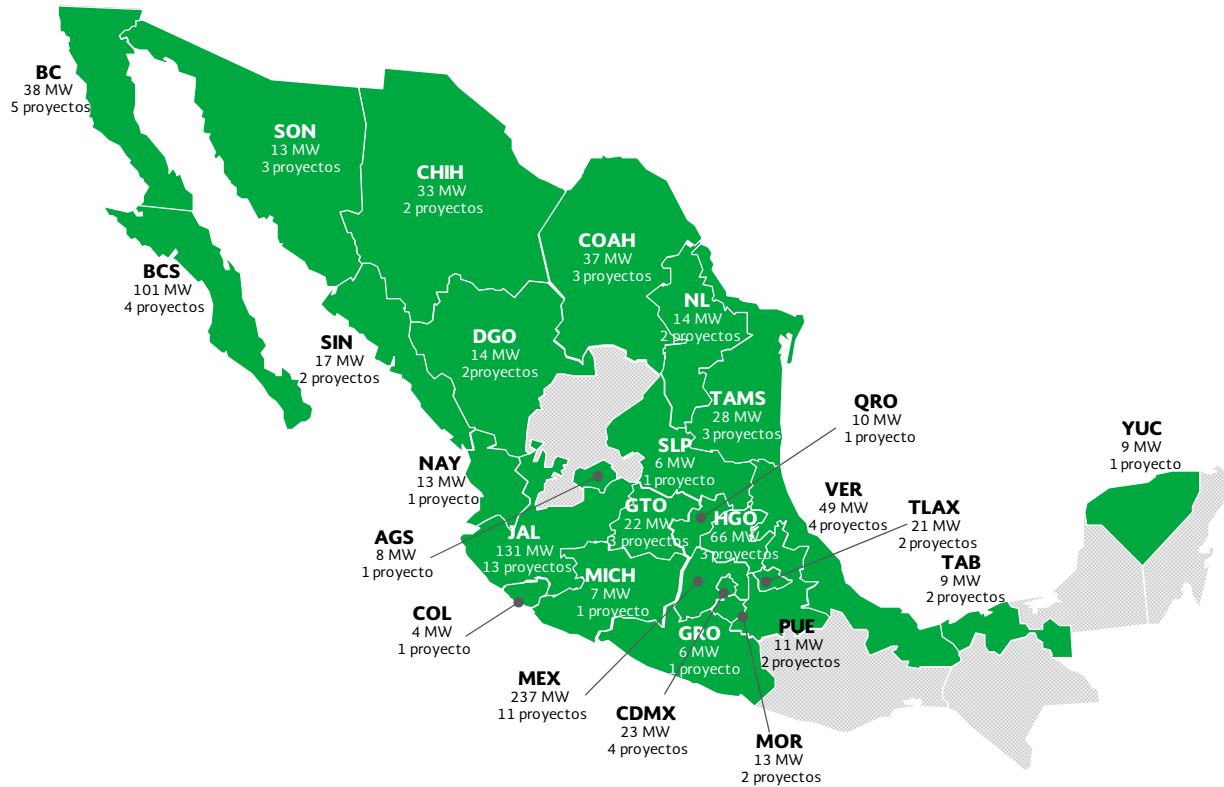 BC
38 MW
5 proyectos
SON
13 MW
3 proyectos
CHIH
33 MW
2 proyectos
COAH
37 MW
3 proyectos
BCS
101 MW
4 proyectos
NL
14 MW
2 proyectos
SIN
17 MW
2 proyectos
DGO
14 MW
2proyectos
TAMS
28 MW
3 proyectos
QRO
10 MW
1 proyecto
YUC
9 MW
1 proyecto
NAY
13 MW
1 proyecto
SLP
6 MW
1 proyecto
VER
49 MW
4 proyectos
TLAX
21 MW
2 proyectos
AGS
8 MW
1 proyecto
JAL
131 MW
13 proyectos
GTO
22 MW
3 proyectos
HGO
66 MW
3 proyectos
TAB
9 MW
2 proyectos
MICH
7 MW
1 proyecto
COL
4 MW
1 proyecto
GRO
6 MW
1 proyecto
PUE
11 MW
2 proyectos
MEX
237 MW
11 proyectos
CDMX
23 MW
4 proyectos
MOR
13 MW
2 proyectos